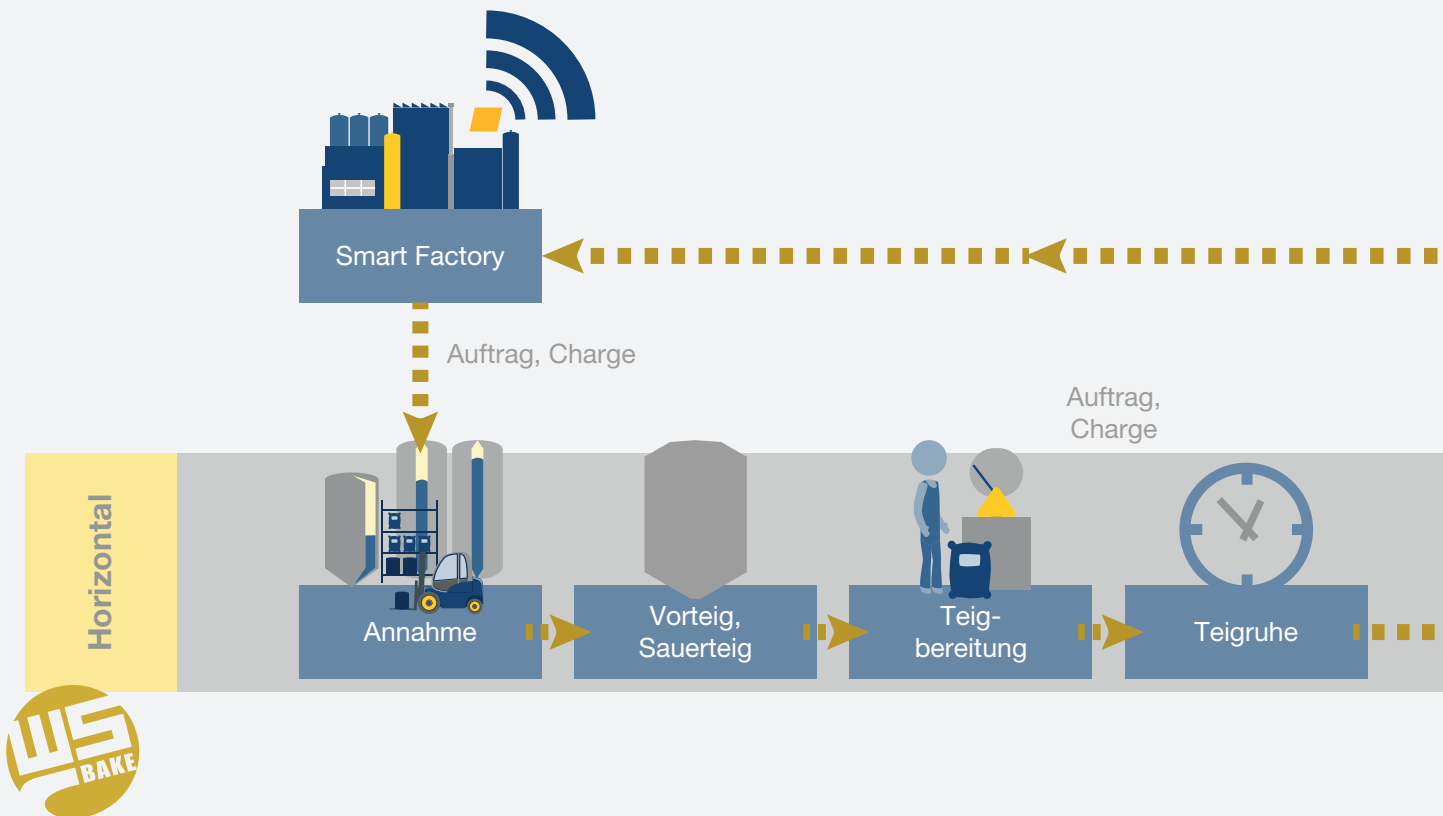 Smart Factory
Auftrag, Charge
Auftrag,
Charge
Horizontal
Annahme
Vorteig,
Sauerteig
Teig-
bereitung
Teigruhe
WS
BAKE